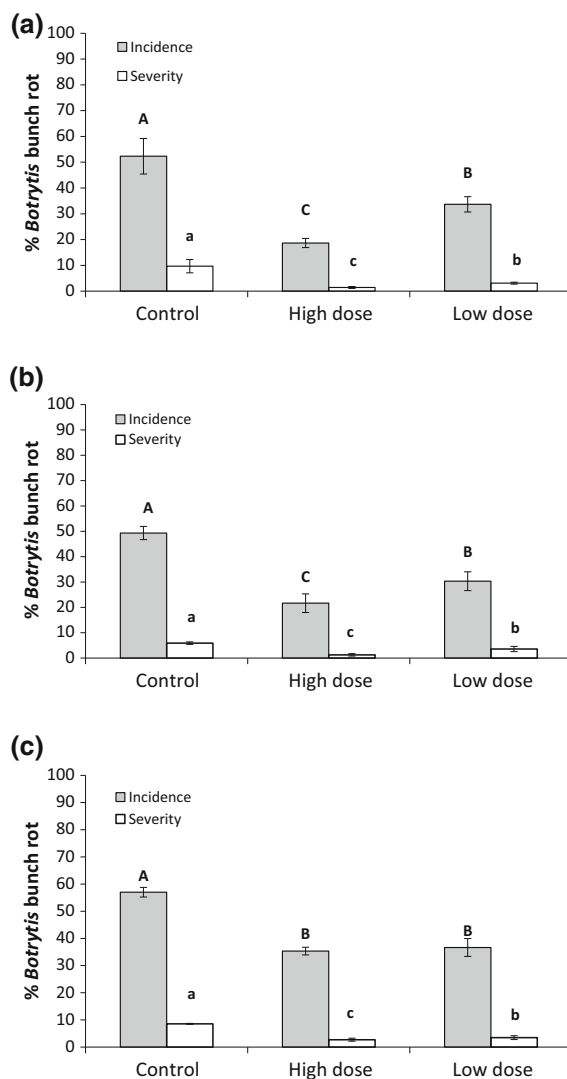 (a)
% Botrytis bunch rot
100
90
80
70
60
50
40
30
20
10
0
Incidence
Severity
A
a
C
c
B
b
Control
High dose
Low dose
(b)
% Botrytis bunch rot
100
90
80
70
60
50
40
30
20
10
0
Incidence
Severity
A
a
C
c
B
b
Control
High dose
Low dose
(c)
% Botrytis bunch rot
100
90
80
70
60
50
40
30
20
10
0
Incidence
Severity
A
a
B
c
B
b
Control
High dose
Low dose